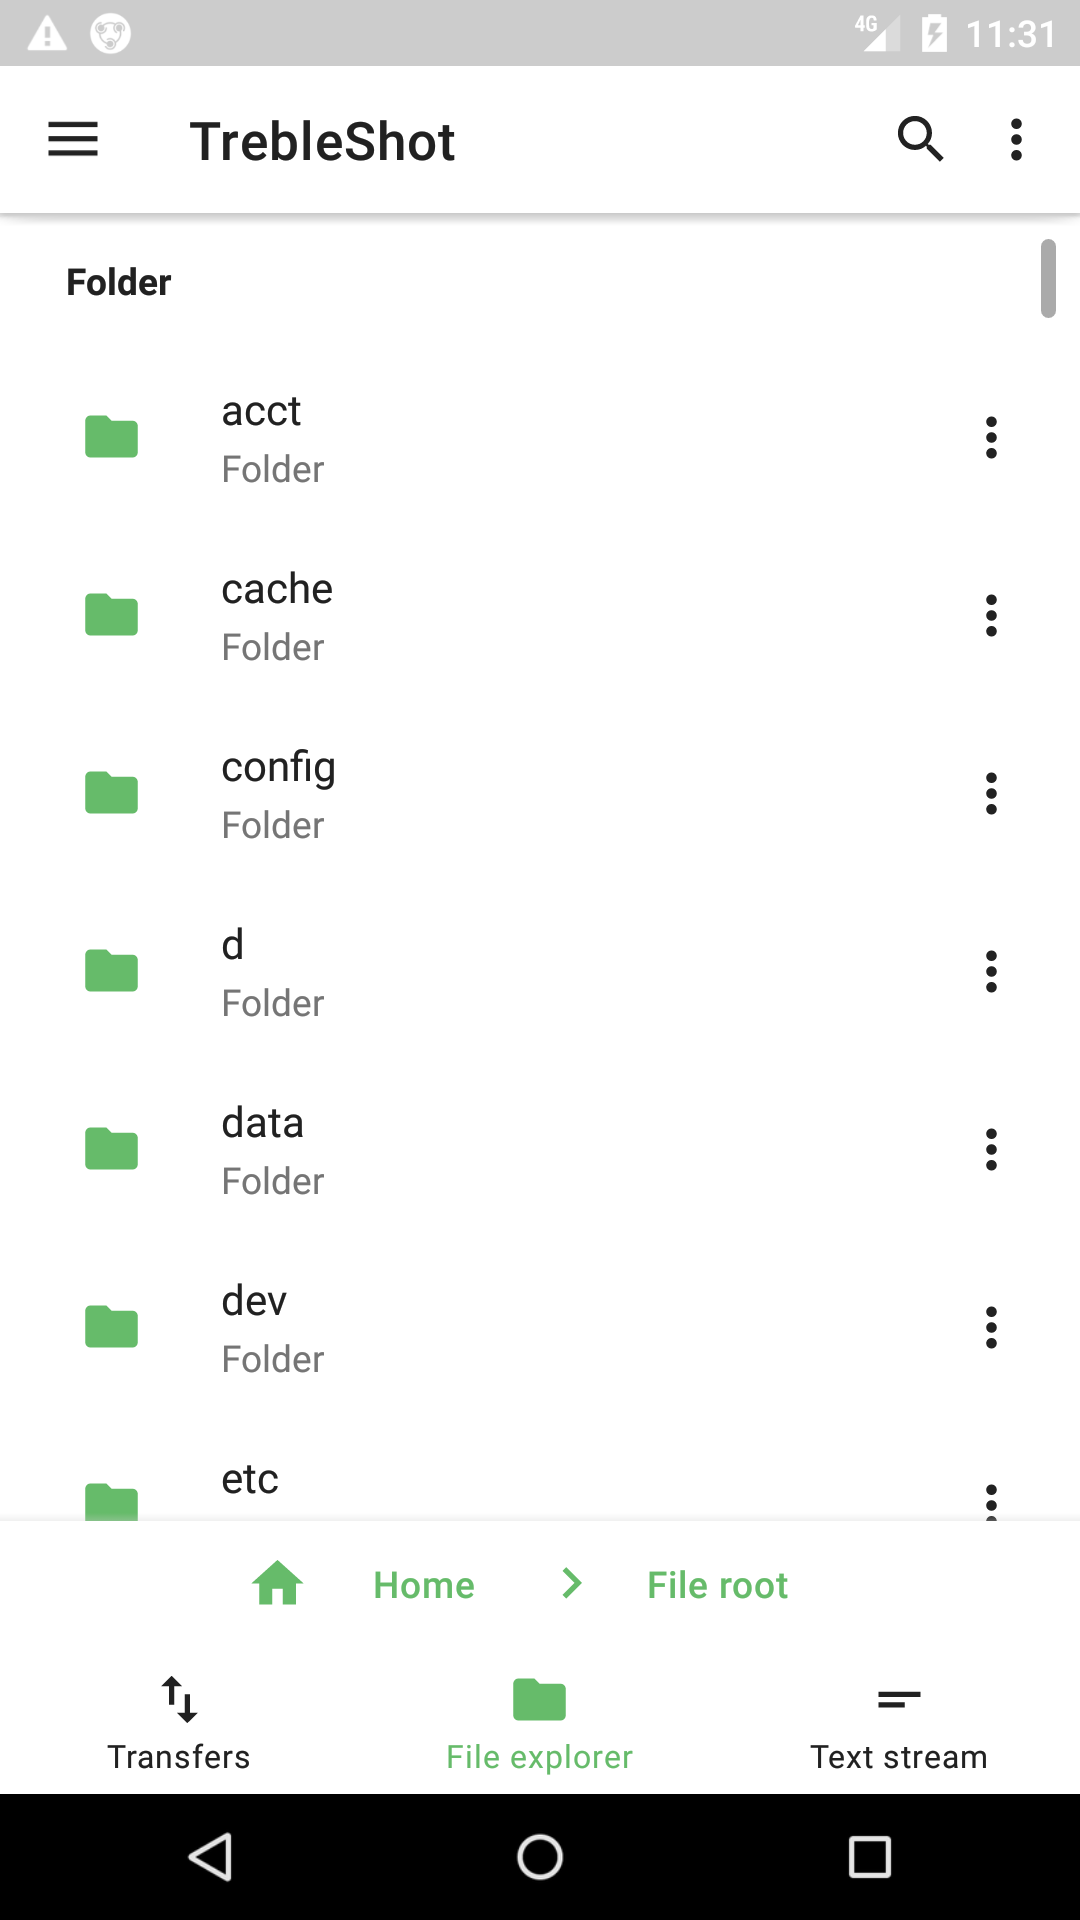 4G 11:31
TrebleShot
Folder
acct
Folder
cache
Folder
config
Folder
d
Folder
data
Folder
dev
Folder
etc
Home File root
Transfers File explorer Text stream